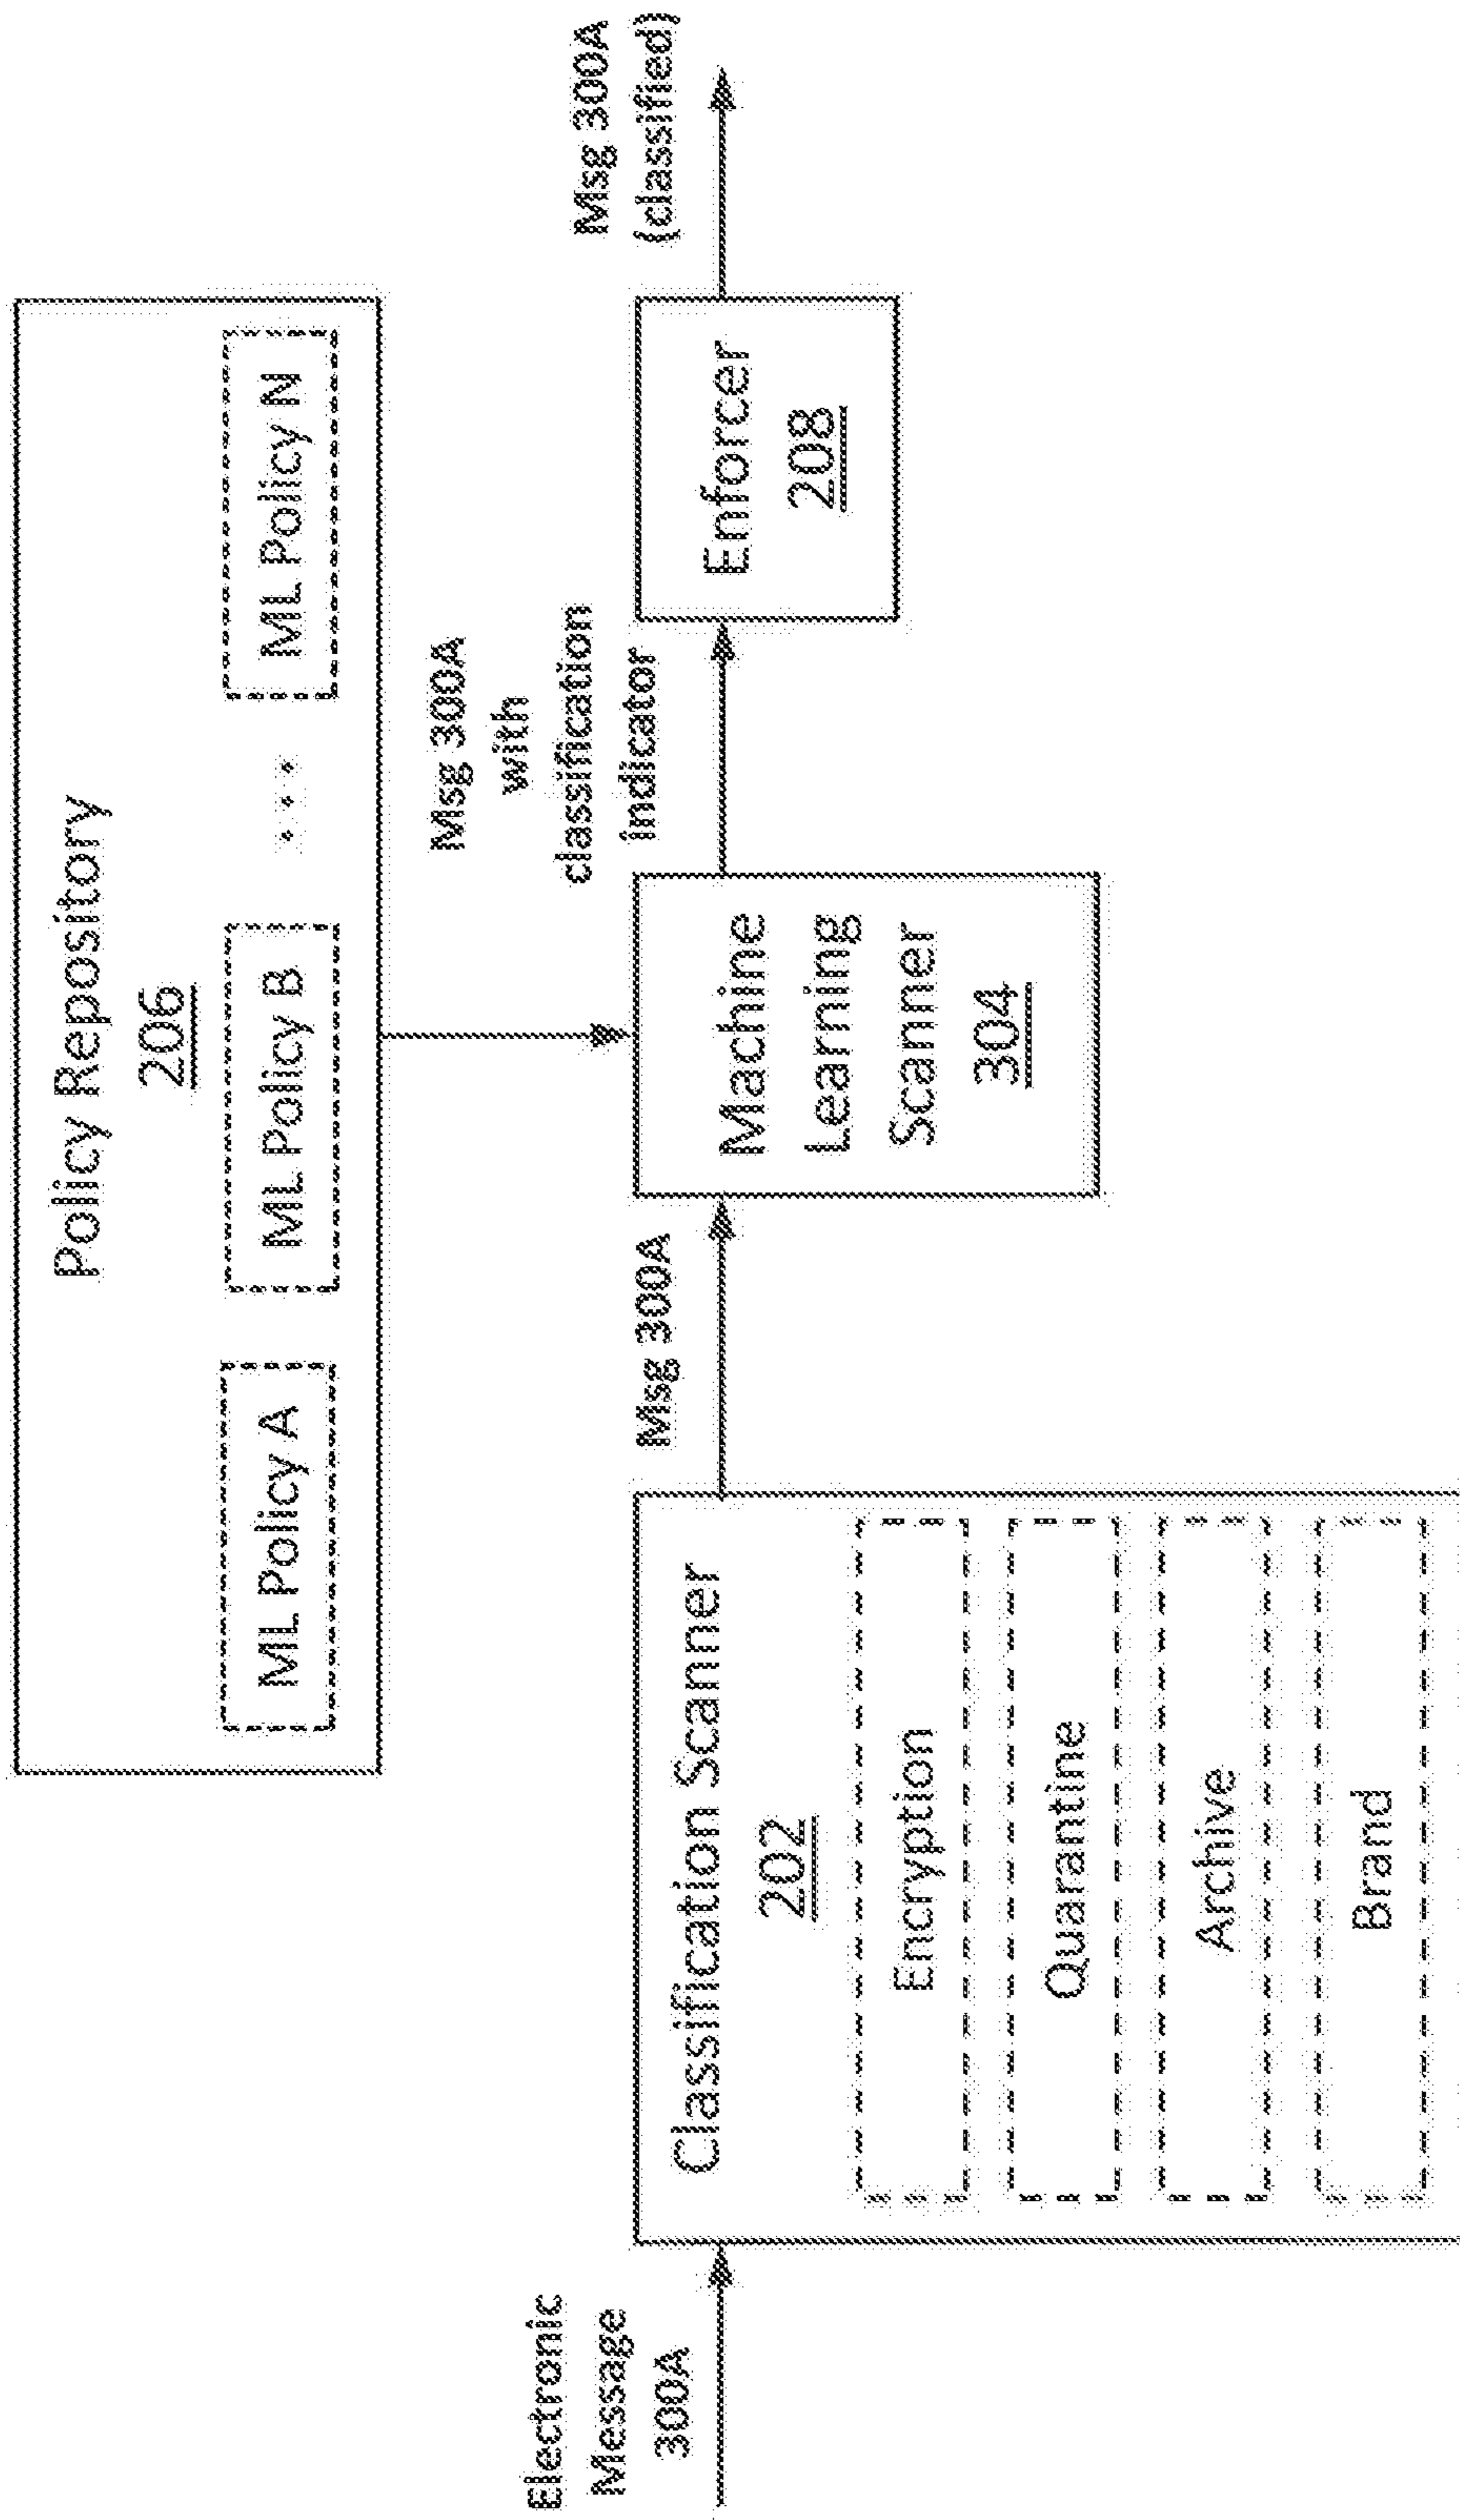 Policy Repository
206
ML Policy A
ML Policy B
...
ML Policy N
Electronic
Message
300A
Classification Scanner
202
Encryption
Quarantine
Archive
Brand
Msg 300A
Machine
Learning
Scanner
304
Msg 300A
with
classification
indicator
Enforcer
208
Msg 300A
(classified)